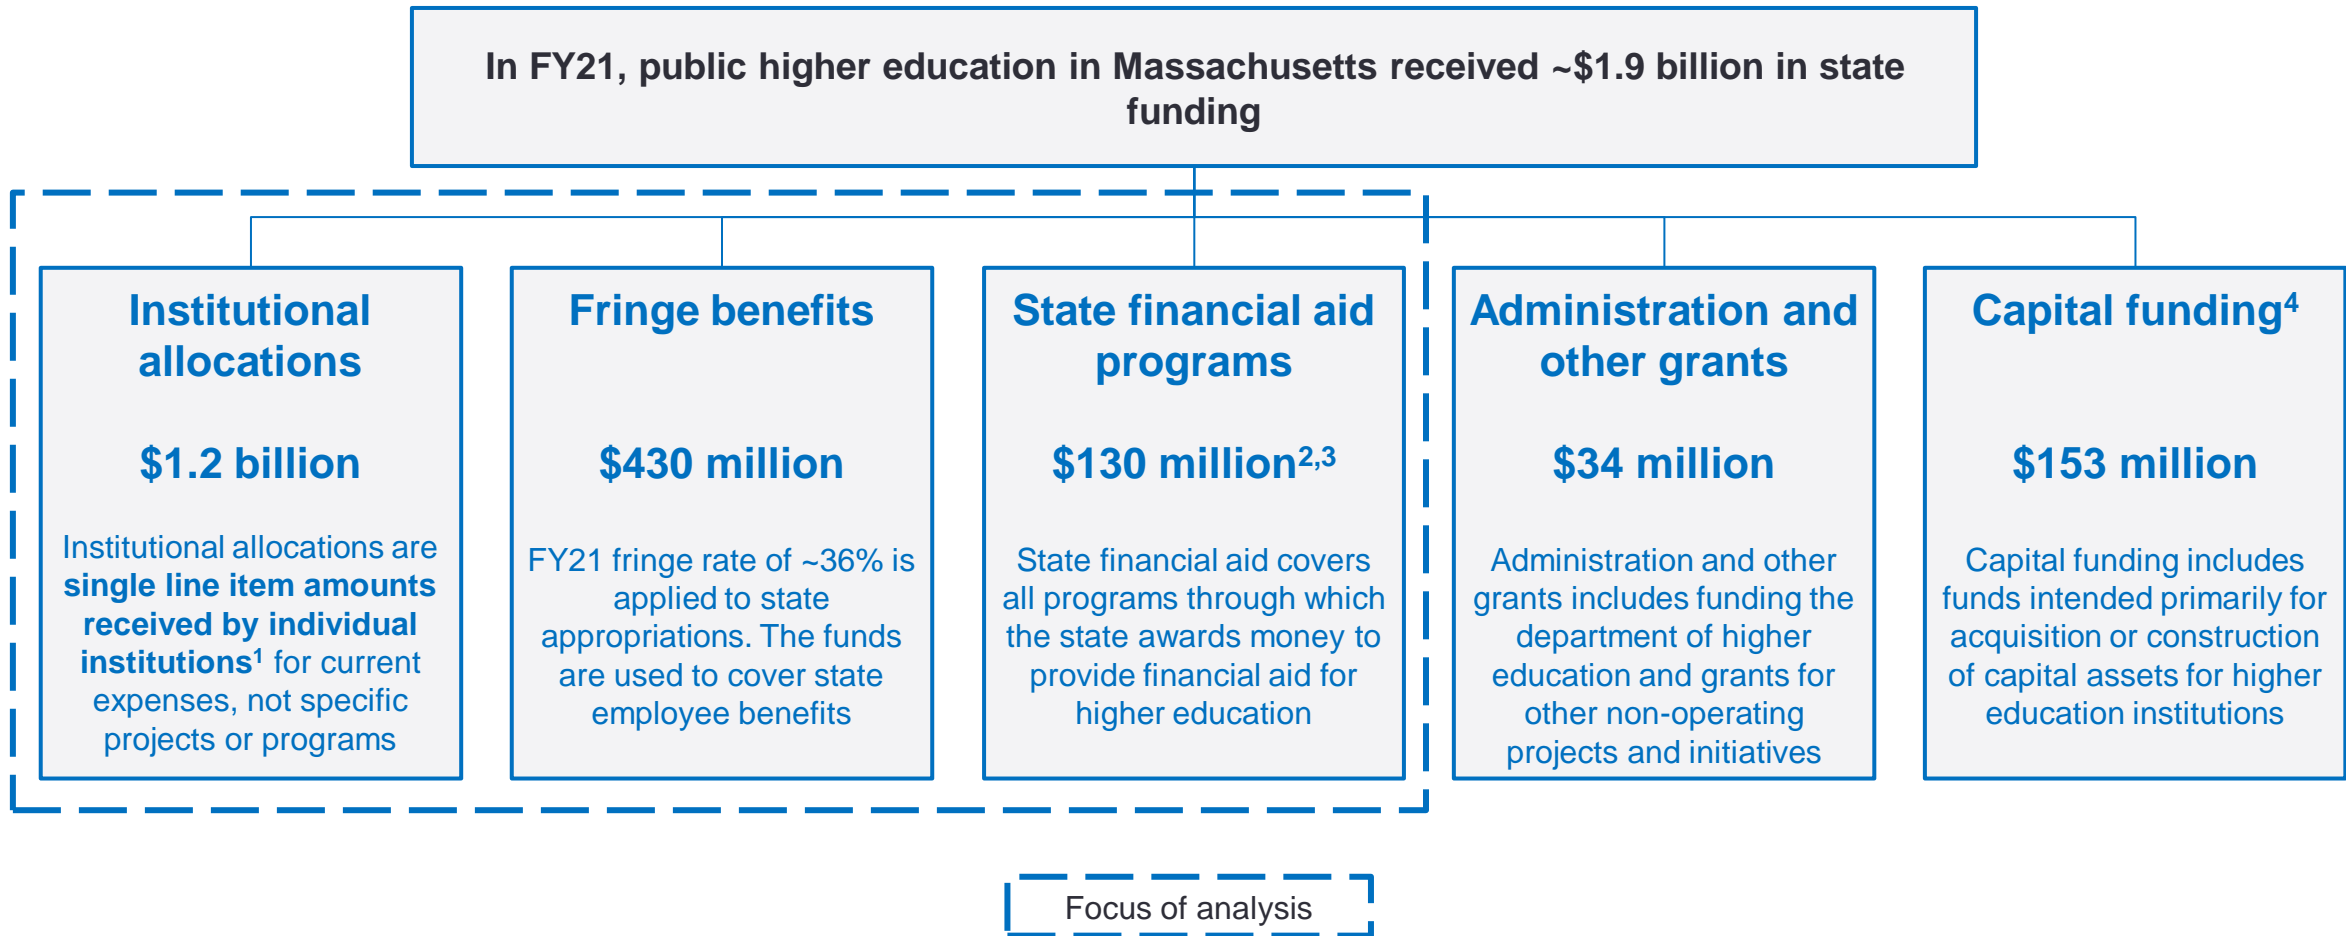 In FY21, public higher education in Massachusetts received ~$1.9 billion in state
funding
Institutional
allocations
$1.2 billion
Institutional allocations are
single line item amounts
received by individual
institutions¹ for current
expenses, not specific
projects or programs
Fringe benefits
$430 million
FY21 fringe rate of ~36% is
applied to state
appropriations. The funds
are used to cover state
employee benefits
State financial aid
programs
$130 million²,³
State financial aid covers
all programs through which
the state awards money to
provide financial aid for
higher education
Administration and
other grants
$34 million
Administration and other
grants includes funding the
department of higher
education and grants for
other non-operating
projects and initiatives
Capital funding⁴
$153 million
Capital funding includes
funds intended primarily for
acquisition or construction
of capital assets for higher
education institutions
Focus of analysis